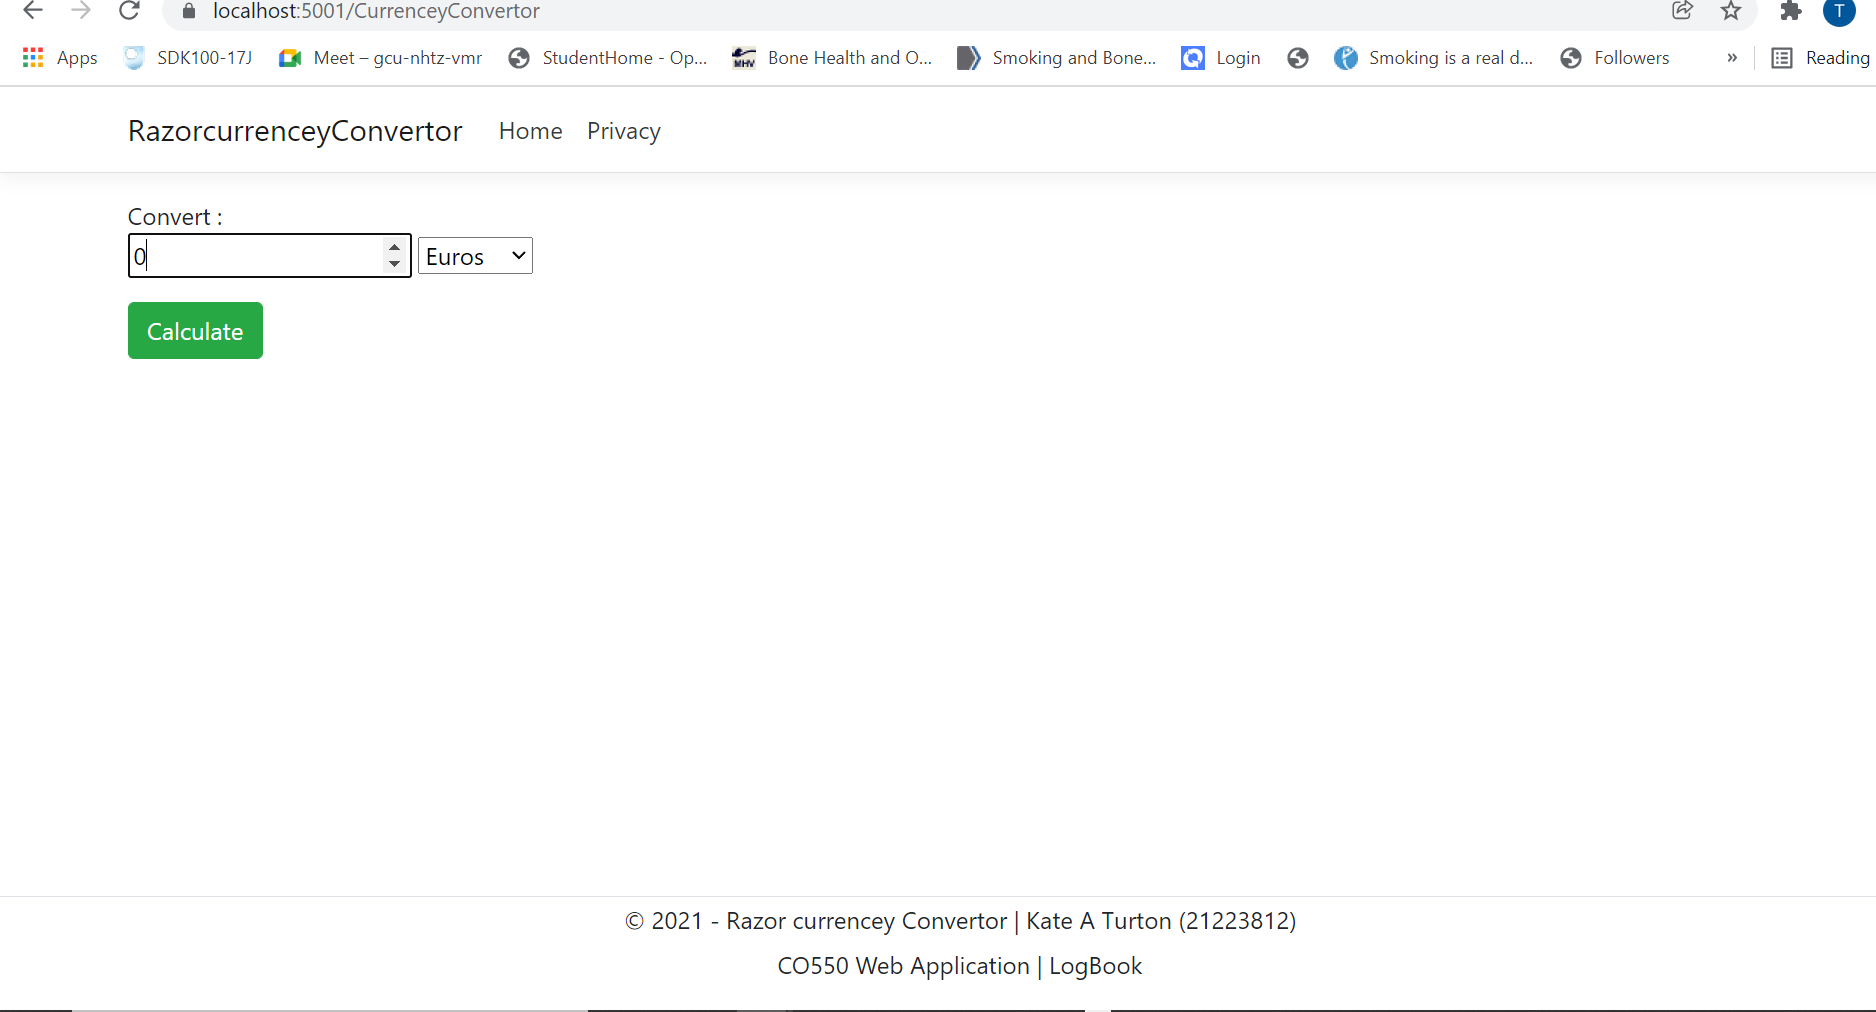 localhost:5001/CurrenceyConvertor
T
Apps SDK100-17J Meet – gcu-nhtz-vmr StudentHome - Op... MHV Bone Health and O... Smoking and Bone... Login Smoking is a real d... Followers » Reading
RazorcurrenceyConvertor Home Privacy
Convert :
0 Euros
Calculate
© 2021 - Razor currencey Convertor | Kate A Turton (21223812)
CO550 Web Application | LogBook